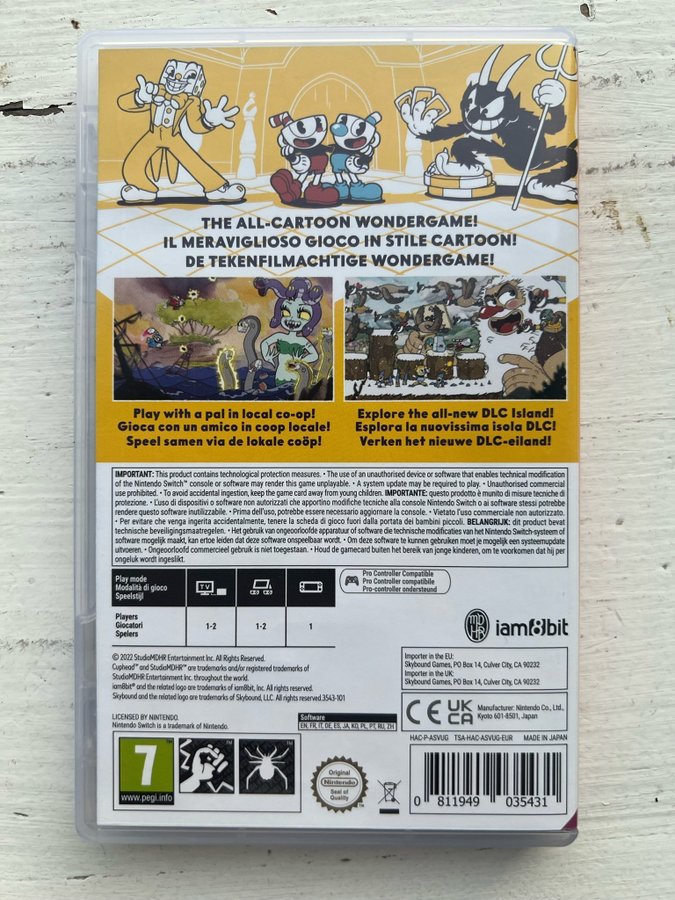 THE ALL-CARTOON WONDERGAME!
IL MERAVIGLIOSO GIOCO IN STILE CARTOON!
DE TEKENFILMACHTIGE WONDERGAME!
Play with a pal in local co-op!
Gioca con un amico in coop locale!
Speel samen via de lokale coöp!
Explore the all-new DLC Island!
Esplora la nuovissima isola DLC!
Verken het nieuwe DLC-eiland!
IMPORTANT: This product contains technological protection measures. • The use of an unauthorised device or software that enables technical modification
of the Nintendo Switch™ console or software may render this game unplayable. • A system update may be required to play. • Unauthorised commercial
use prohibited. • To avoid accidental ingestion, keep the game card away from young children. IMPORTANTE: questo prodotto è munito di misure tecniche di
protezione. • L'uso di dispositivi o software non autorizzati che apportino modifiche tecniche alla console Nintendo Switch o ai software stessi potrebbe
rendere questo software inutilizzabile. • Prima dell'uso, potrebbe essere necessario aggiornare la console. • Vietato l'uso commerciale non autorizzato.
• Per evitare che venga ingerita accidentalmente, tenere la scheda di gioco fuori dalla portata dei bambini piccoli. BELANGRIJK: dit product bevat
technische beveiligingsmaatregelen. • Het gebruik van ongeoorloofde apparatuur of software die technische modificaties van het Nintendo Switch-systeem of
software mogelijk maakt, kan ertoe leiden dat deze software onspeelbaar wordt. • Om deze software te kunnen gebruiken moet je mogelijk een systeemupdate
uitvoeren. • Ongeoorloofd commercieel gebruik is niet toegestaan. • Houd de gamecard buiten het bereik van jonge kinderen, om te voorkomen dat hij per
ongeluk wordt ingeslikt.
Play mode
Modalità di gioco
Speelstijl
TV
Pro Controller Compatible
Pro Controller compatibile
Pro-controller ondersteund
Players
Giocatori
Spelers
1-2
1-2
1
MD
HR
iam8bit
© 2022 StudioMDHR Entertainment Inc. All Rights Reserved.
Cuphead™ and StudioMDHR™ are trademarks and/or registered trademarks of
StudioMDHR Entertainment Inc. throughout the world.
iam8bit® and the related logos are trademarks of iam8bit, Inc. All rights reserved.
Skybound and the related logo are trademarks of Skybound, LLC. All rights reserved.3543-101
Importer in the EU:
Skybound Games, PO Box 14, Culver City, CA 90232
Importer in the UK:
Skybound Games, PO Box 14, Culver City, CA 90232
LICENSED BY NINTENDO.
Nintendo Switch is a trademark of Nintendo.
Software
EN, FR, IT, DE, ES, JA, KO, PL, PT, RU, ZH
CE
UK
CA
Manufacturer: Nintendo Co., Ltd.,
Kyoto 601-8501, Japan
HAC-P-ASVUG TSA-HAC-ASVUG-EUR MADE IN JAPAN
7
www.pegi.info
™
™
Original
Nintendo
Seal of
Quality
0 811949 035431